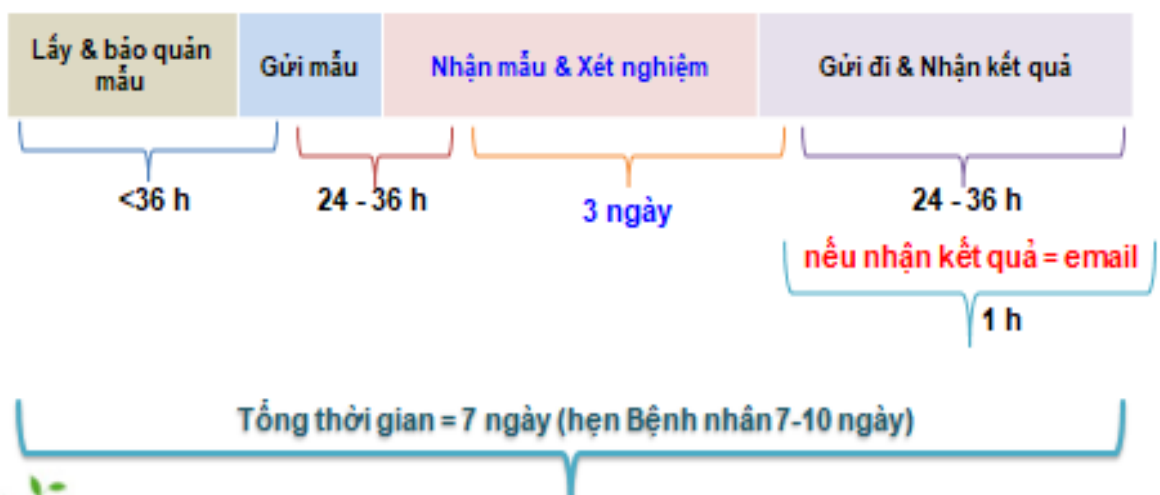 Lấy & bảo quản
mẫu
Gửi mẫu
Nhận mẫu & Xét nghiệm
Gửi đi & Nhận kết quả
<36 h
24 - 36 h
3 ngày
24 - 36 h
nếu nhận kết quả = email
1 h
Tổng thời gian = 7 ngày (hẹn Bệnh nhân 7-10 ngày)